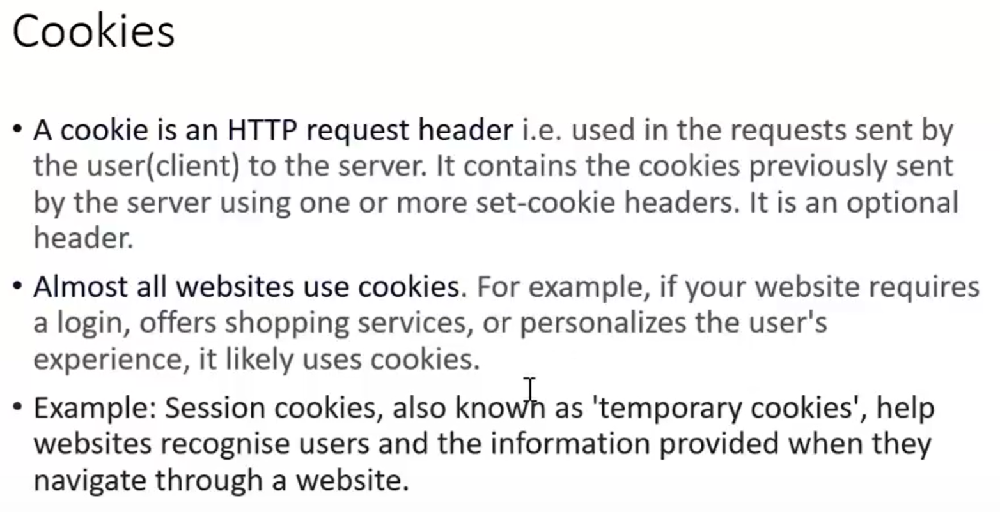 Cookies
• A cookie is an HTTP request header i.e. used in the requests sent by
the user(client) to the server. It contains the cookies previously sent
by the server using one or more set-cookie headers. It is an optional
header.
• Almost all websites use cookies. For example, if your website requires
a login, offers shopping services, or personalizes the user's
experience, it likely uses cookies.
• Example: Session cookies, also known as 'temporary cookies', help
websites recognise users and the information provided when they
navigate through a website.